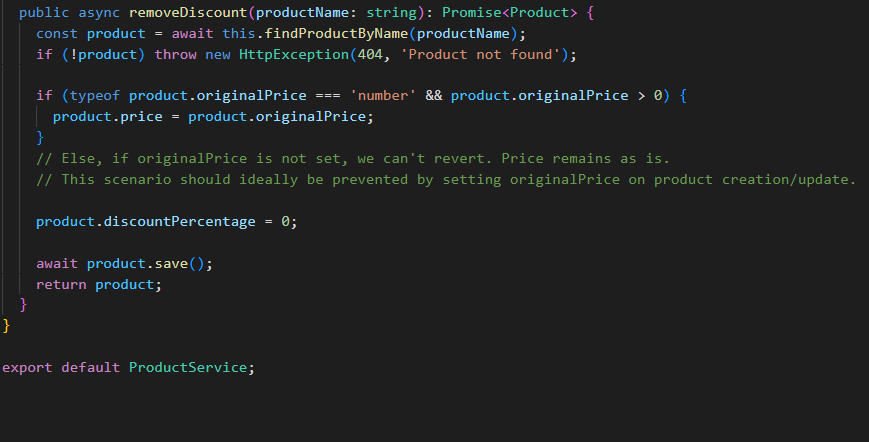 public async removeDiscount(productName: string): Promise<Product> {
const product = await this.findProductByName(productName);
if (!product) throw new HttpException(404, 'Product not found');
if (typeof product.originalPrice === 'number' && product.originalPrice > 0) {
product.price = product.originalPrice;
}
// Else, if originalPrice is not set, we can't revert. Price remains as is.
// This scenario should ideally be prevented by setting originalPrice on product creation/update.
product.discountPercentage = 0;
await product.save();
return product;
}
}
export default ProductService;